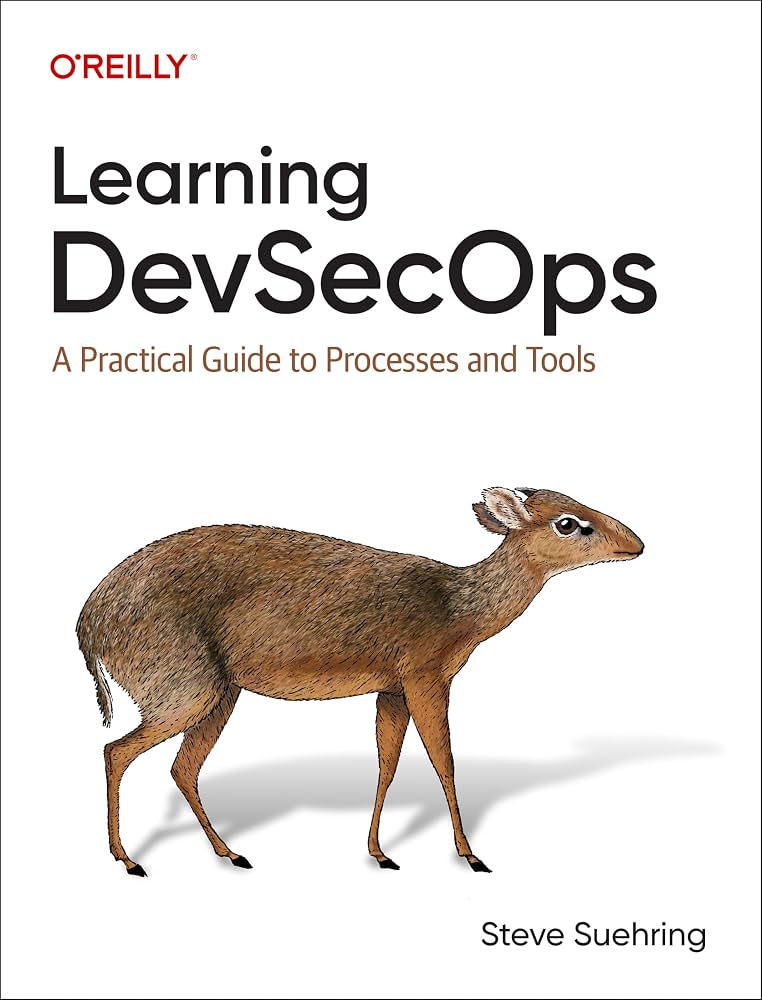 O'REILLY®
Learning
DevSecOps
A Practical Guide to Processes and Tools
Steve Suehring